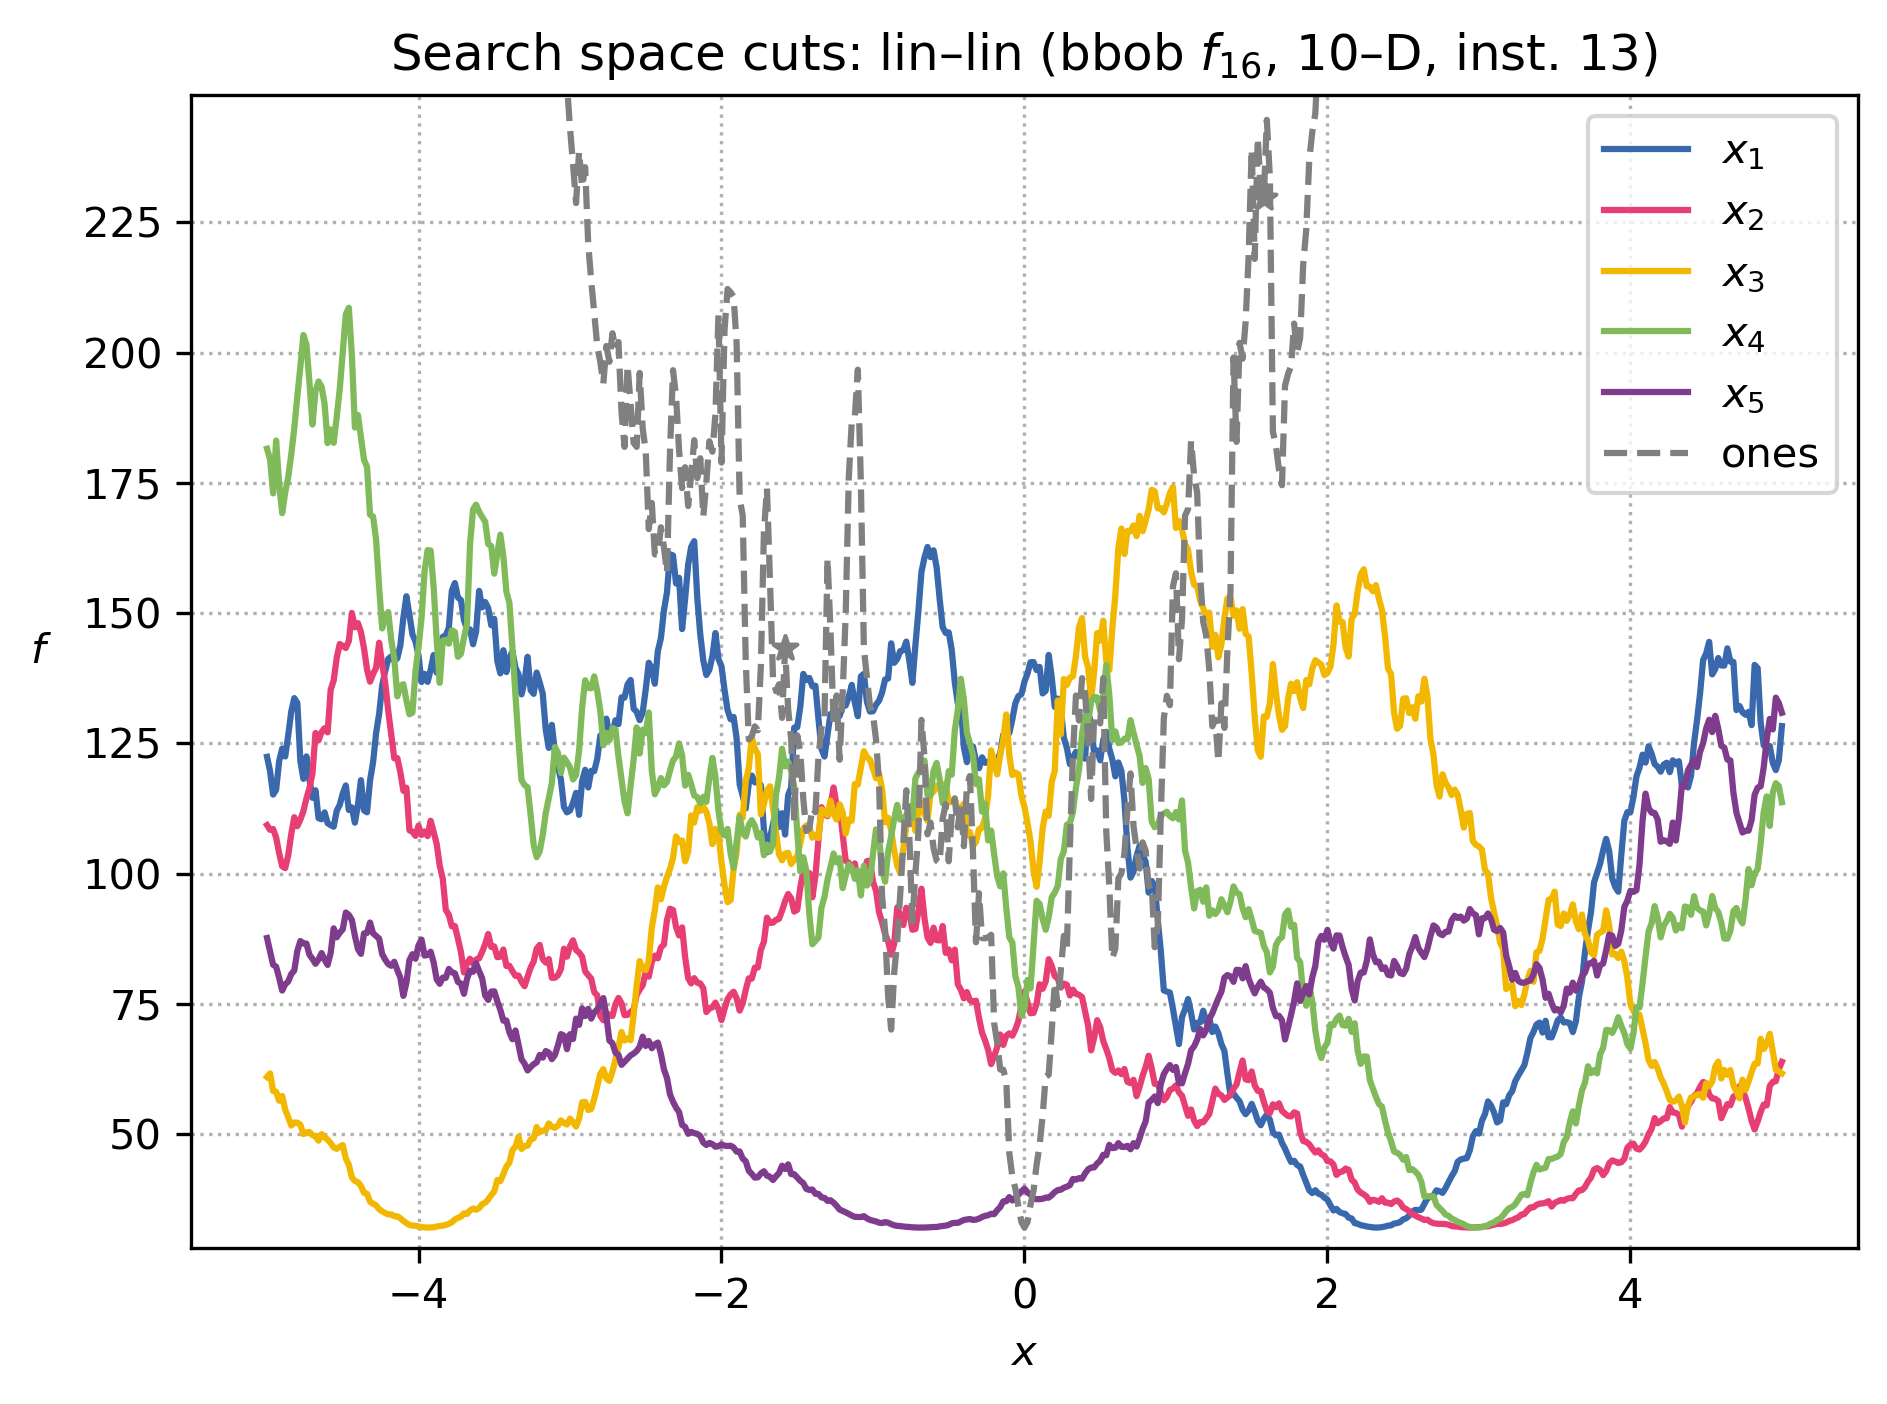 Search space cuts: lin–lin (bbob f₁₆, 10–D, inst. 13)
f
225
200
175
150
125
100
75
50
x₁
x₂
x₃
x₄
x₅
ones
−4
−2
0
2
4
x